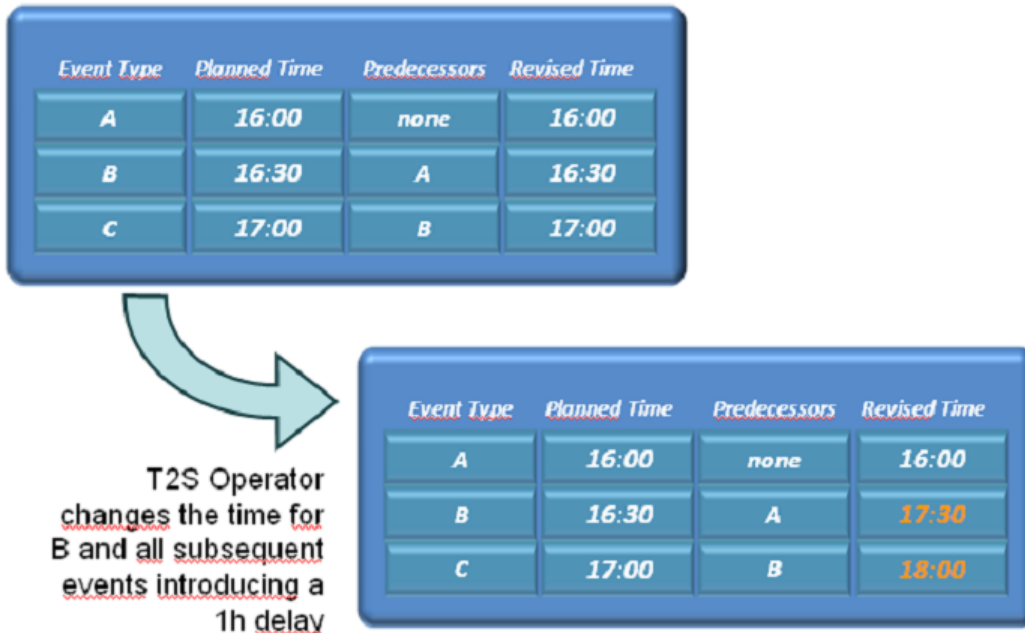 Event Type Planned Time Predecessors Revised Time
A 16:00 none 16:00
B 16:30 A 16:30
C 17:00 B 17:00
Event Type Planned Time Predecessors Revised Time
A 16:00 none 16:00
B 16:30 A 17:30
C 17:00 B 18:00
T2S Operator
changes the time for
B and all subsequent
events introducing a
1h delay